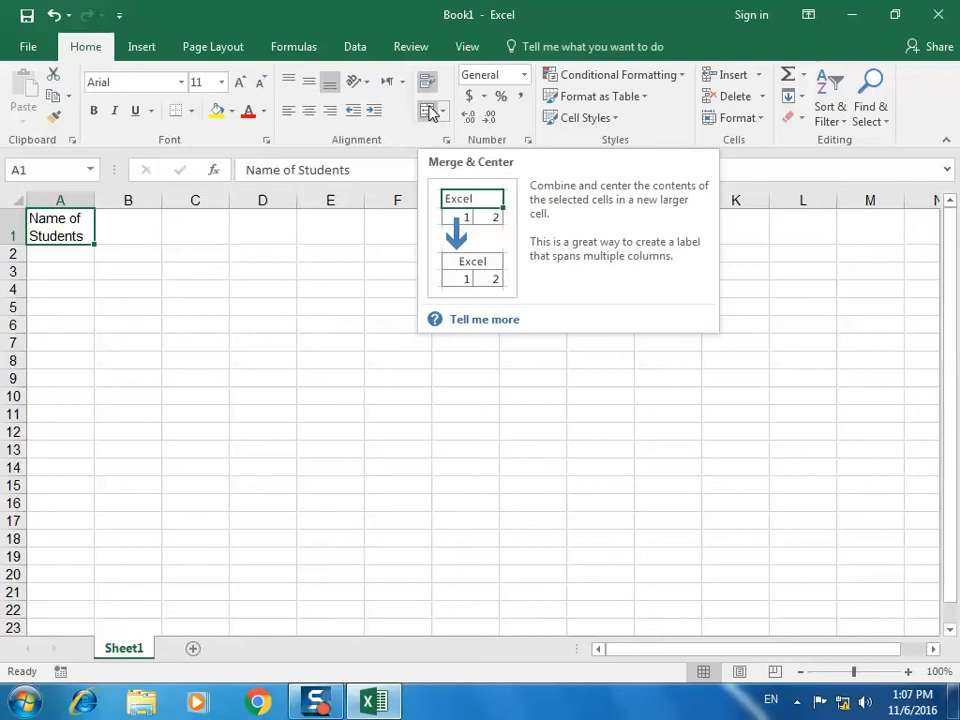 Book1 - Excel
Sign in
File
Home
Insert
Page Layout
Formulas
Data
Review
View
Tell me what you want to do
Share
Paste
Clipboard
Arial
11
A
A
B
I
U
A
Font
Alignment
General
$
%
,
Number
Conditional Formatting
Format as Table
Cell Styles
Styles
Insert
Delete
Format
Cells
Sort &
Filter
Find &
Select
Editing
A1
fx
Name of Students
Merge & Center
Excel
1 2
Excel
1 2
Combine and center the contents
of the selected cells in a new larger
cell.
This is a great way to create a label
that spans multiple columns.
? Tell me more
A B C D E F K L M N
1
Name of
Students
2
3
4
5
6
7
8
9
10
11
12
13
14
15
16
17
18
19
20
21
22
23
Sheet1
Ready
100%
EN
1:07 PM
11/6/2016